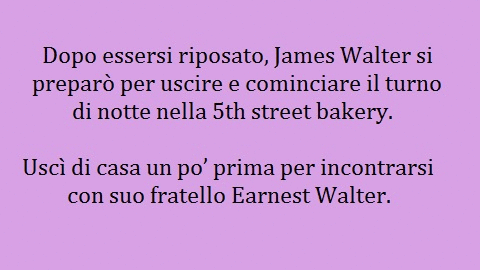 Dopo essersi riposato, James Walter si
preparò per uscire e cominciare il turno
di notte nella 5th street bakery.
Uscì di casa un po’ prima per incontrarsi
con suo fratello Earnest Walter.